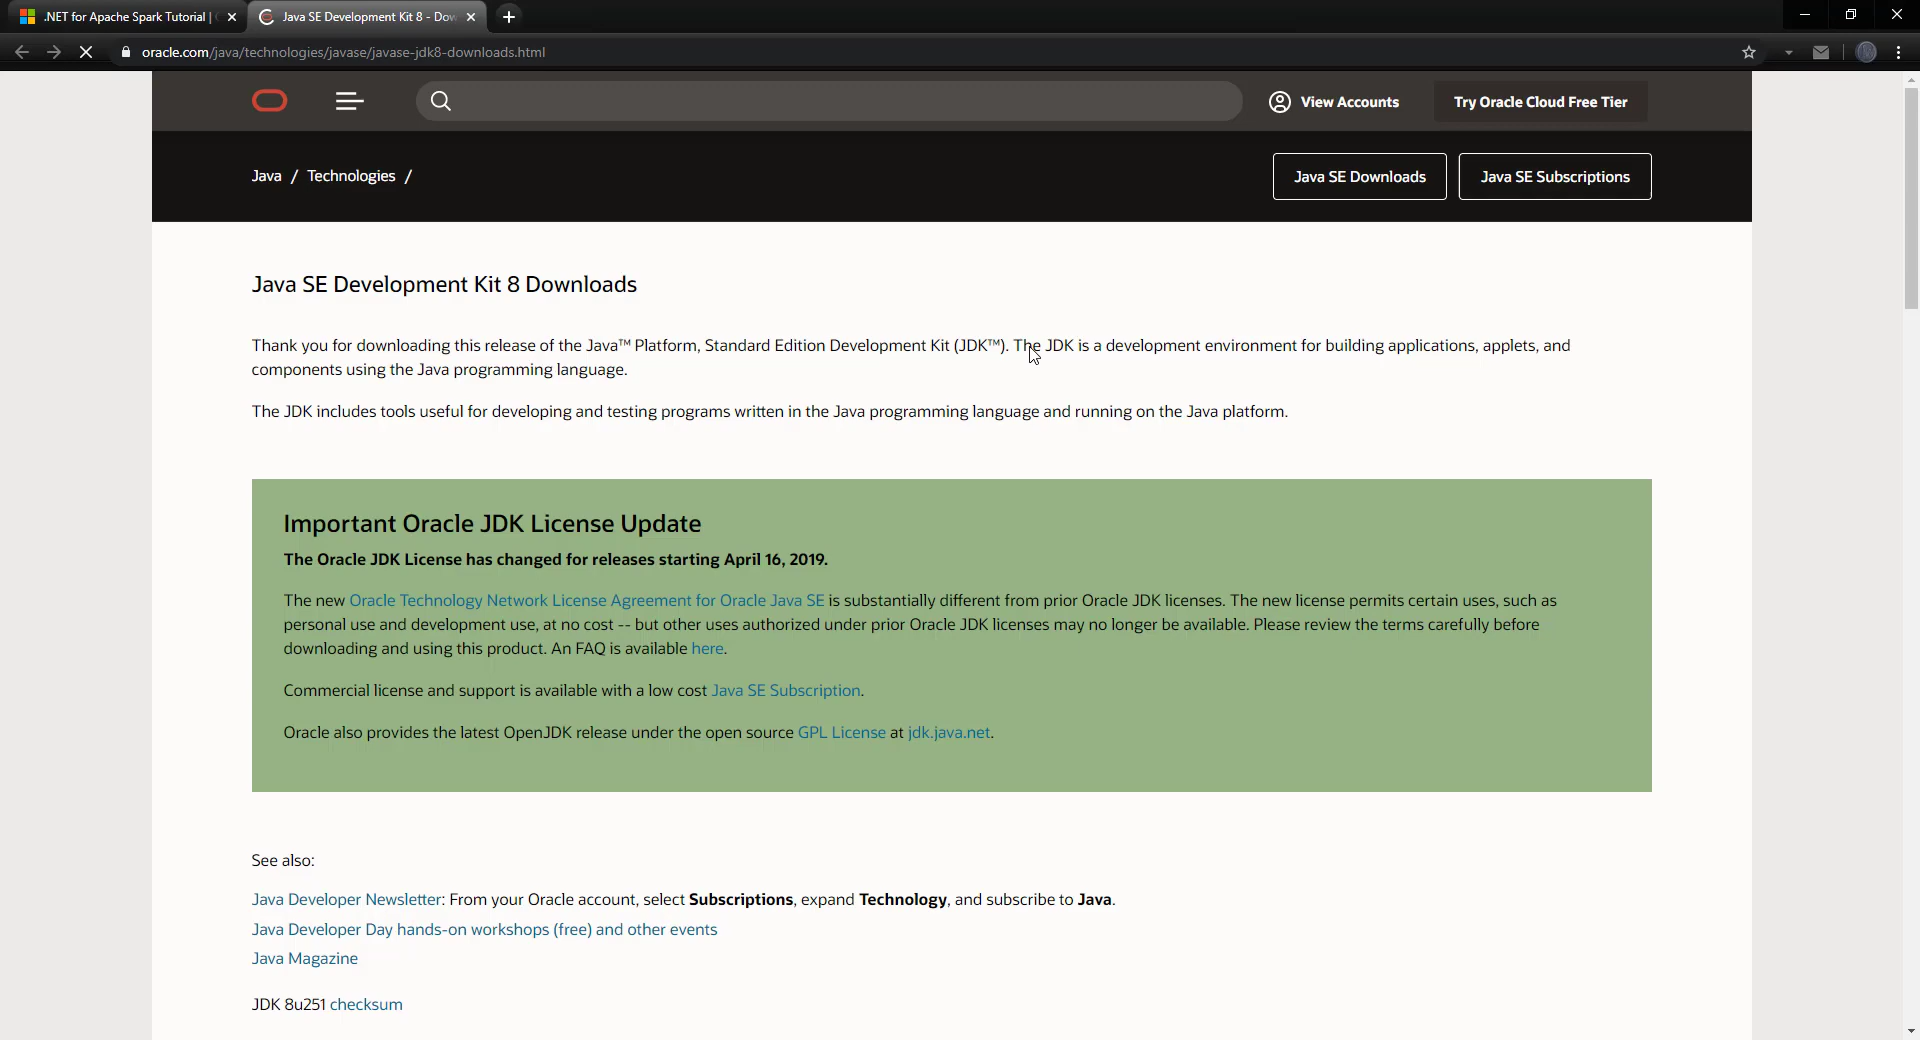 .NET for Apache Spark Tutorial |
Java SE Development Kit 8 - Dow
oracle.com/java/technologies/javase/javase-jdk8-downloads.html
View Accounts
Try Oracle Cloud Free Tier
Java / Technologies /
Java SE Downloads
Java SE Subscriptions
Java SE Development Kit 8 Downloads
Thank you for downloading this release of the Java™ Platform, Standard Edition Development Kit (JDK™). The JDK is a development environment for building applications, applets, and
components using the Java programming language.
The JDK includes tools useful for developing and testing programs written in the Java programming language and running on the Java platform.
Important Oracle JDK License Update
The Oracle JDK License has changed for releases starting April 16, 2019.
The new Oracle Technology Network License Agreement for Oracle Java SE is substantially different from prior Oracle JDK licenses. The new license permits certain uses, such as
personal use and development use, at no cost -- but other uses authorized under prior Oracle JDK licenses may no longer be available. Please review the terms carefully before
downloading and using this product. An FAQ is available here.
Commercial license and support is available with a low cost Java SE Subscription.
Oracle also provides the latest OpenJDK release under the open source GPL License at jdk.java.net.
See also:
Java Developer Newsletter: From your Oracle account, select Subscriptions, expand Technology, and subscribe to Java.
Java Developer Day hands-on workshops (free) and other events
Java Magazine
JDK 8u251 checksum